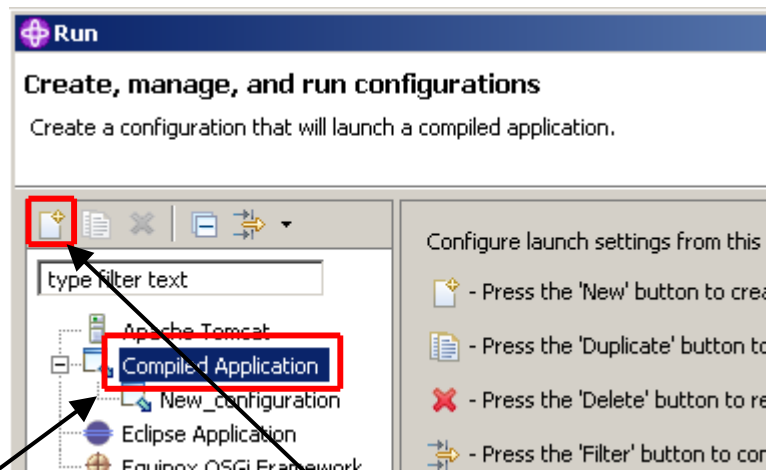 Run
Create, manage, and run configurations
Create a configuration that will launch a compiled application.
type filter text
Apache Tomcat
Compiled Application
New_configuration
Eclipse Application
Equinox OSGi Framework
Configure launch settings from this
- Press the 'New' button to crea
- Press the 'Duplicate' button to
- Press the 'Delete' button to re
- Press the 'Filter' button to con